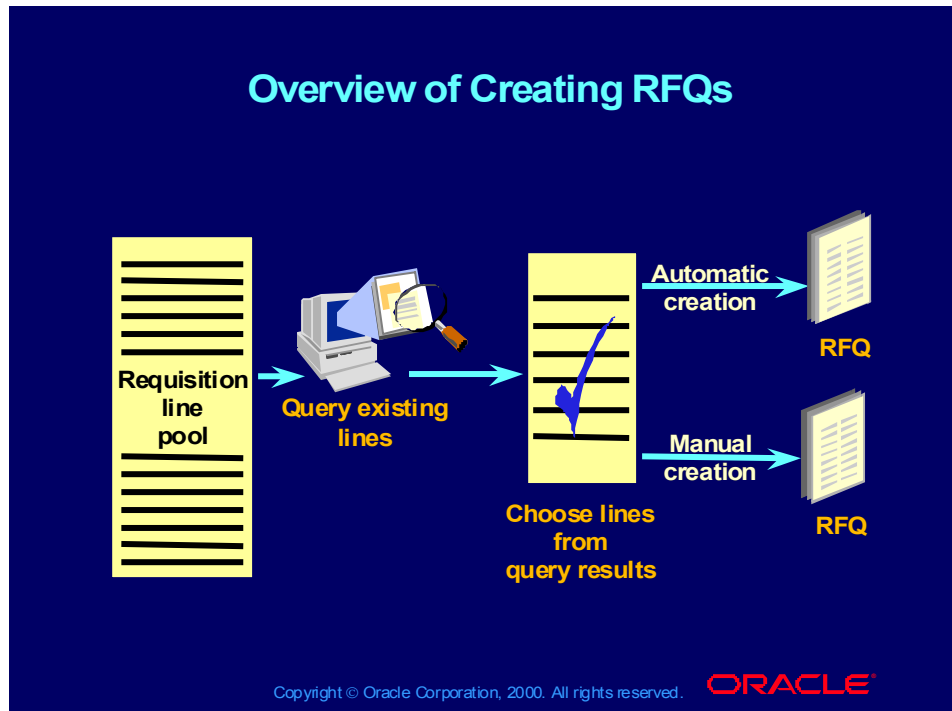 Overview of Creating RFQs
Requisition
line
pool
Query existing
lines
Choose lines
from
query results
Automatic
creation
RFQ
Manual
creation
RFQ
Copyright © Oracle Corporation, 2000. All rights reserved.
ORACLE®